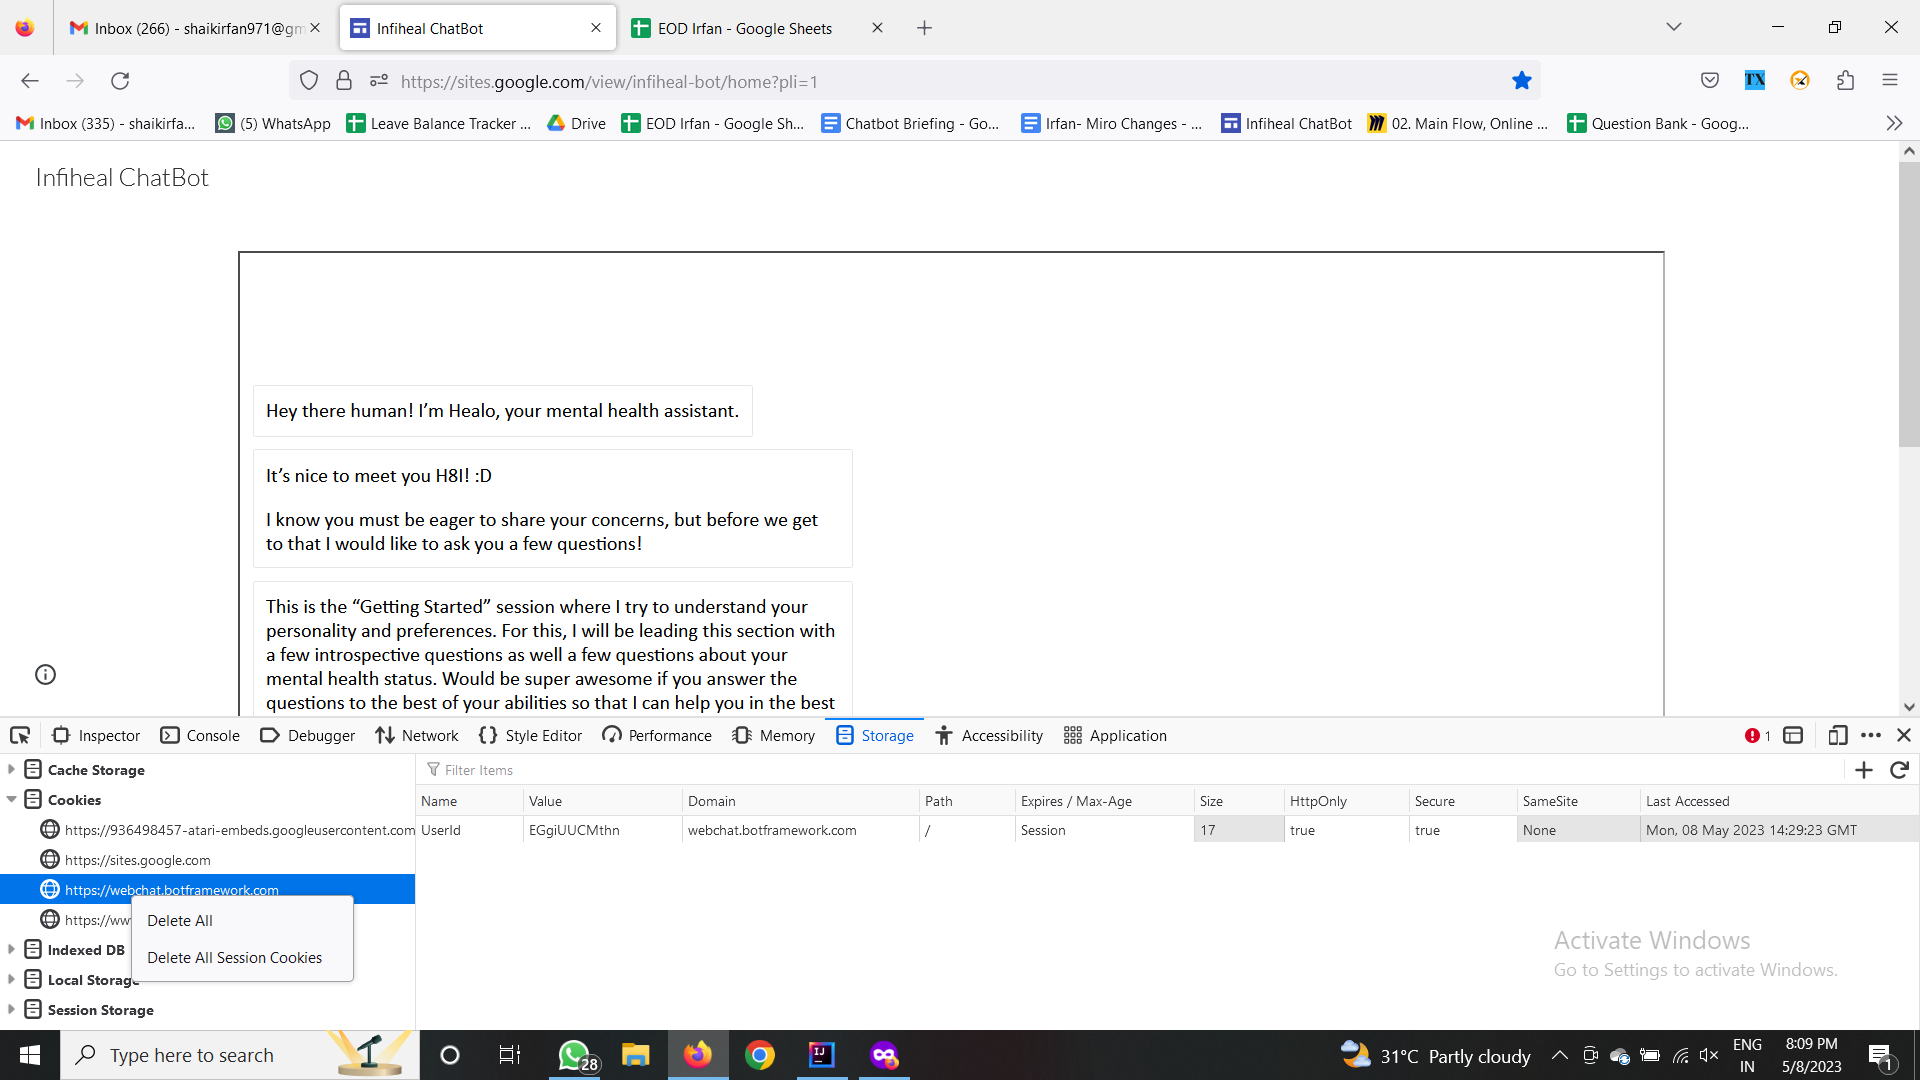 Inbox (266) - shaikirfan971@gm
Infiheal ChatBot
EOD Irfan - Google Sheets
https://sites.google.com/view/infiheal-bot/home?pli=1
TX
Inbox (335) - shaikirfa...
(5) WhatsApp
Leave Balance Tracker ...
Drive
EOD Irfan - Google Sh...
Chatbot Briefing - Go...
Irfan- Miro Changes - ...
Infiheal ChatBot
02. Main Flow, Online ...
Question Bank - Goog...
Infiheal ChatBot
Hey there human! I’m Healo, your mental health assistant.
It’s nice to meet you H8I! :D
I know you must be eager to share your concerns, but before we get
to that I would like to ask you a few questions!
This is the “Getting Started” session where I try to understand your
personality and preferences. For this, I will be leading this section with
a few introspective questions as well a few questions about your
mental health status. Would be super awesome if you answer the
questions to the best of your abilities so that I can help you in the best
Inspector
Console
Debugger
Network
Style Editor
Performance
Memory
Storage
Accessibility
Application
1
Cache Storage
Cookies
https://936498457-atari-embeds.googleusercontent.com
https://sites.google.com
https://webchat.botframework.com
https://ww
Indexed DB
Local Storage
Session Storage
Delete All
Delete All Session Cookies
Filter Items
Name Value Domain Path Expires / Max-Age Size HttpOnly Secure SameSite Last Accessed
UserId EGgiUUCMthn webchat.botframework.com / Session 17 true true None Mon, 08 May 2023 14:29:23 GMT
Activate Windows
Go to Settings to activate Windows.
Type here to search
28
IJ
31°C Partly cloudy
ENG
IN
8:09 PM
5/8/2023
1